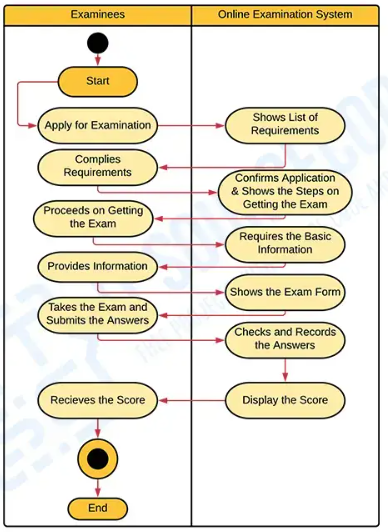 Examinees
Online Examination System
Start
Apply for Examination
Shows List of
Requirements
Complies
Requirements
Confirms Application
& Shows the Steps on
Getting the Exam
Proceeds on Getting
the Exam
Requires the Basic
Information
Provides Information
Shows the Exam Form
Takes the Exam and
Submits the Answers
Checks and Records
the Answers
Recieves the Score
Display the Score
End